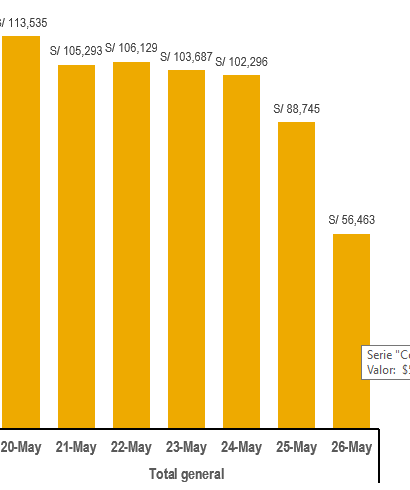 S/ 113,535
S/ 105,293
S/ 106,129
S/ 103,687
S/ 102,296
S/ 88,745
S/ 56,463
Serie "C
Valor: $
20-May 21-May 22-May 23-May 24-May 25-May 26-May
Total general